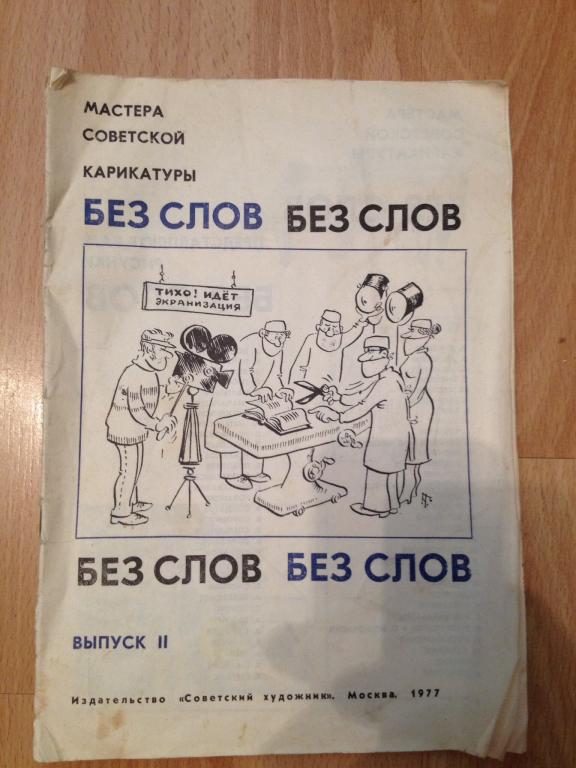 МАСТЕРА
СОВЕТСКОЙ
КАРИКАТУРЫ
БЕЗ СЛОВ БЕЗ СЛОВ
ТИХО! ИДЁТ
ЭКРАНИЗАЦИЯ
БЕЗ СЛОВ БЕЗ СЛОВ
ВЫПУСК II
Издательство «Советский художник». Москва. 1977